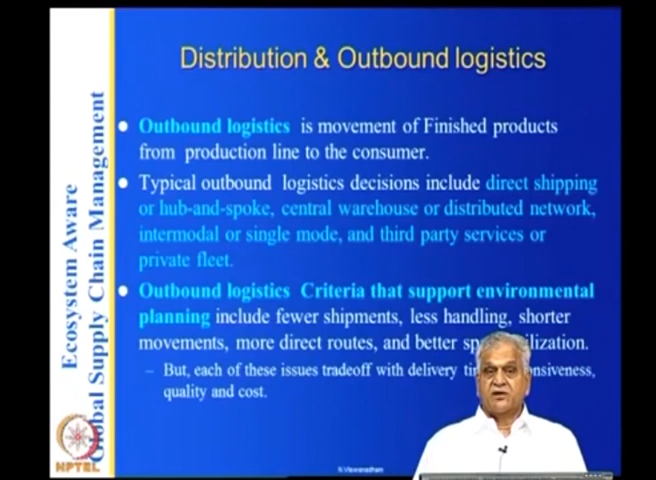 Distribution & Outbound logistics
Outbound logistics is movement of Finished products
from production line to the consumer.
Typical outbound logistics decisions include direct shipping
or hub-and-spoke, central warehouse or distributed network,
intermodal or single mode, and third party services or
private fleet.
Outbound logistics Criteria that support environmental
planning include fewer shipments, less handling, shorter
movements, more direct routes, and better
But, each of these issues tradeoff with delivery
quality and cost.
Ecosystem Aware
Global Supply Chain Management
NPTEL
N.Viswanadham